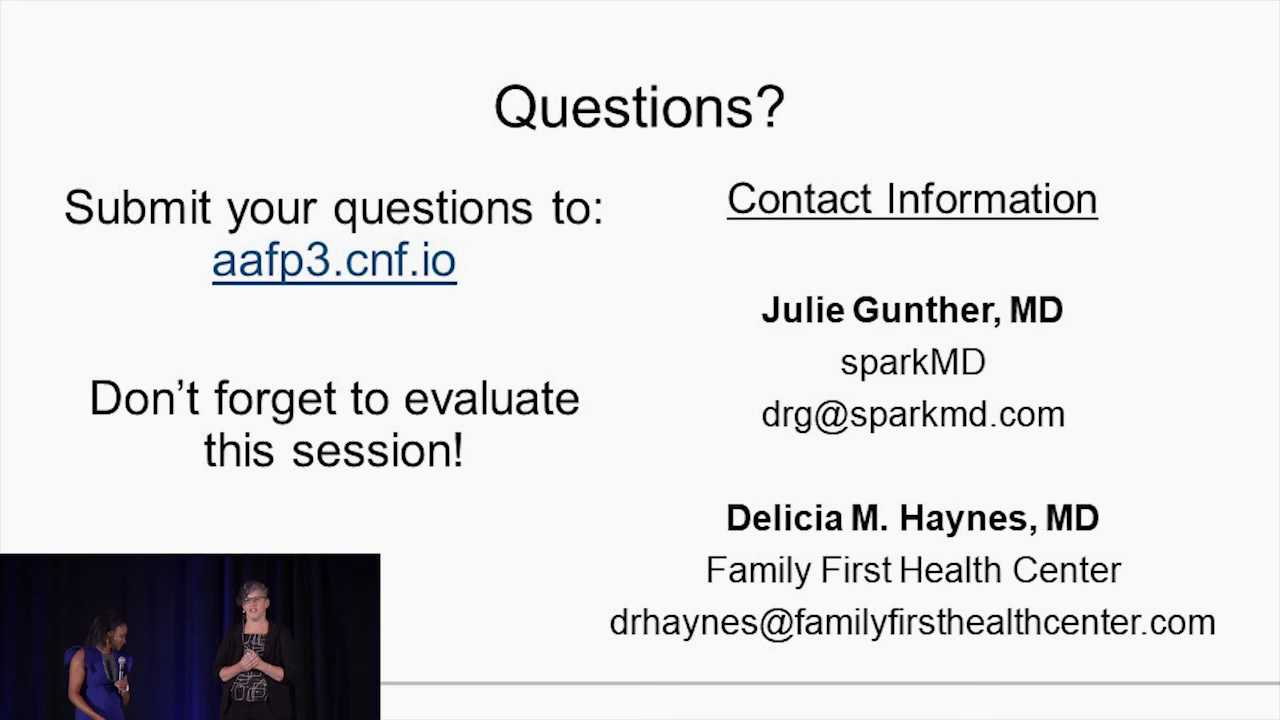 Questions?
Submit your questions to:
aafp3.cnf.io
Don’t forget to evaluate
this session!
Contact Information
Julie Gunther, MD
sparkMD
drg@sparkmd.com
Delicia M. Haynes, MD
Family First Health Center
drhaynes@familyfirsthealthcenter.com